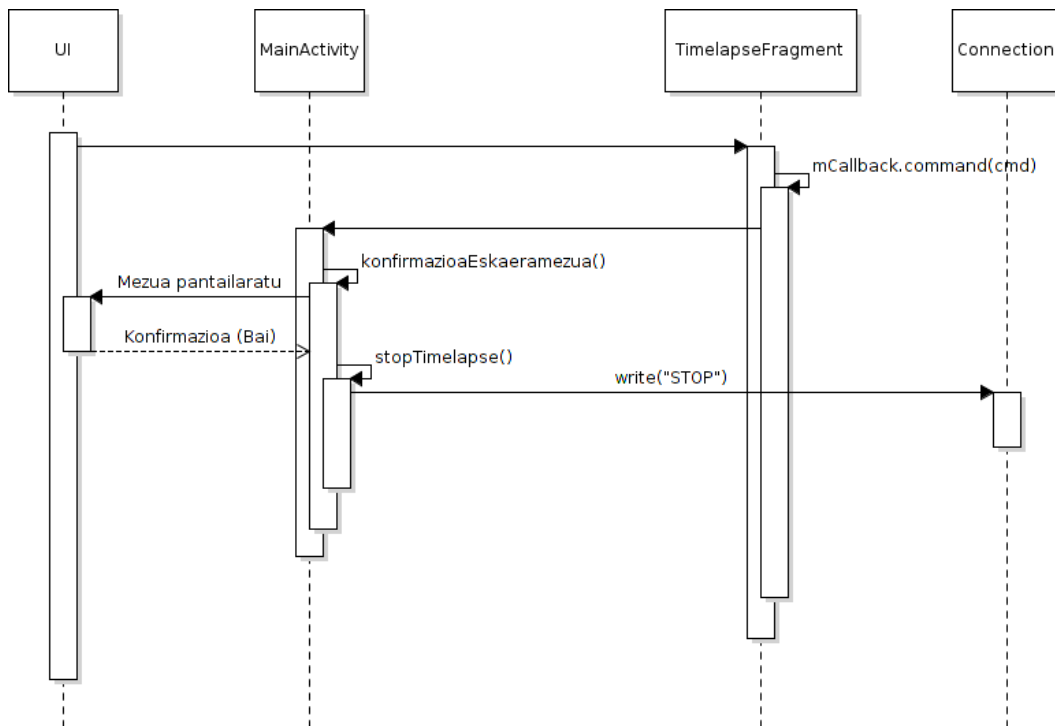 UI
MainActivity
TimelapseFragment
Connection
mCallback.command(cmd)
konfirmazioaEskaeramezua()
Mezua pantailaratu
Konfirmazioa (Bai)
stopTimelapse()
write("STOP")